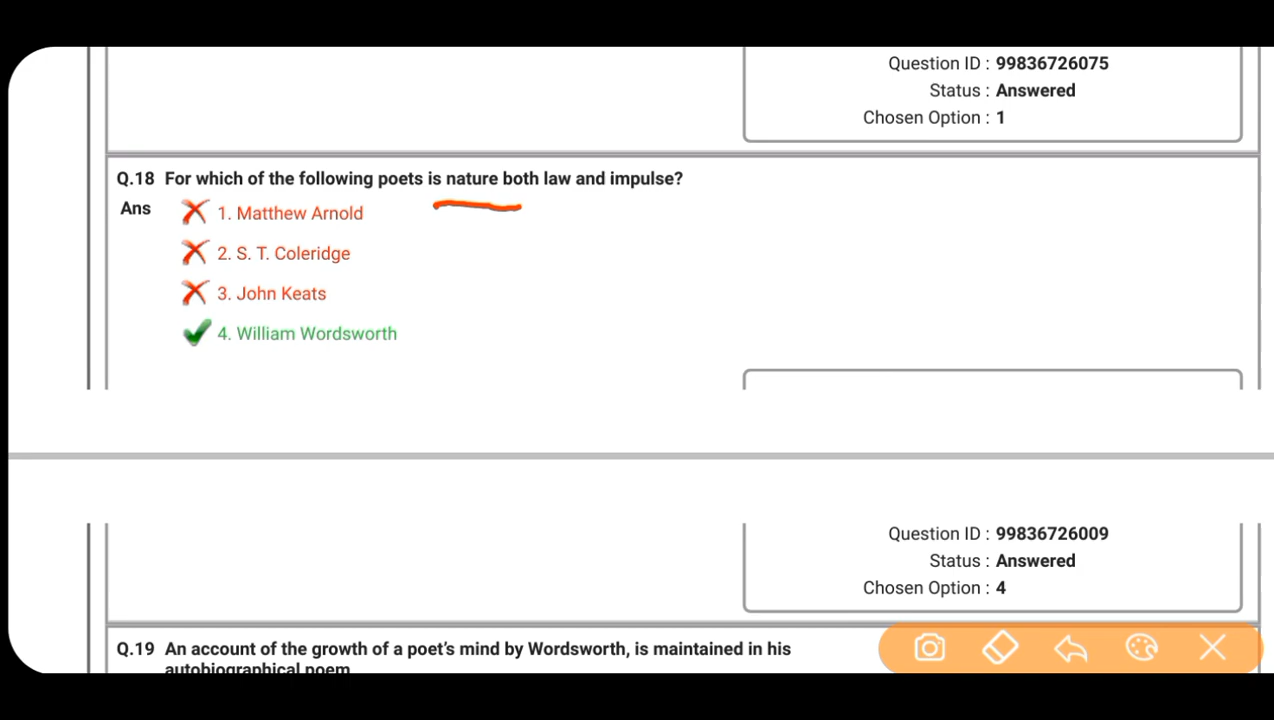 Question ID : 99836726075
Status : Answered
Chosen Option : 1
Q.18 For which of the following poets is nature both law and impulse?
Ans 1. Matthew Arnold
2. S. T. Coleridge
3. John Keats
4. William Wordsworth
Question ID : 99836726009
Status : Answered
Chosen Option : 4
Q.19 An account of the growth of a poet's mind by Wordsworth, is maintained in his
autobiographical poem